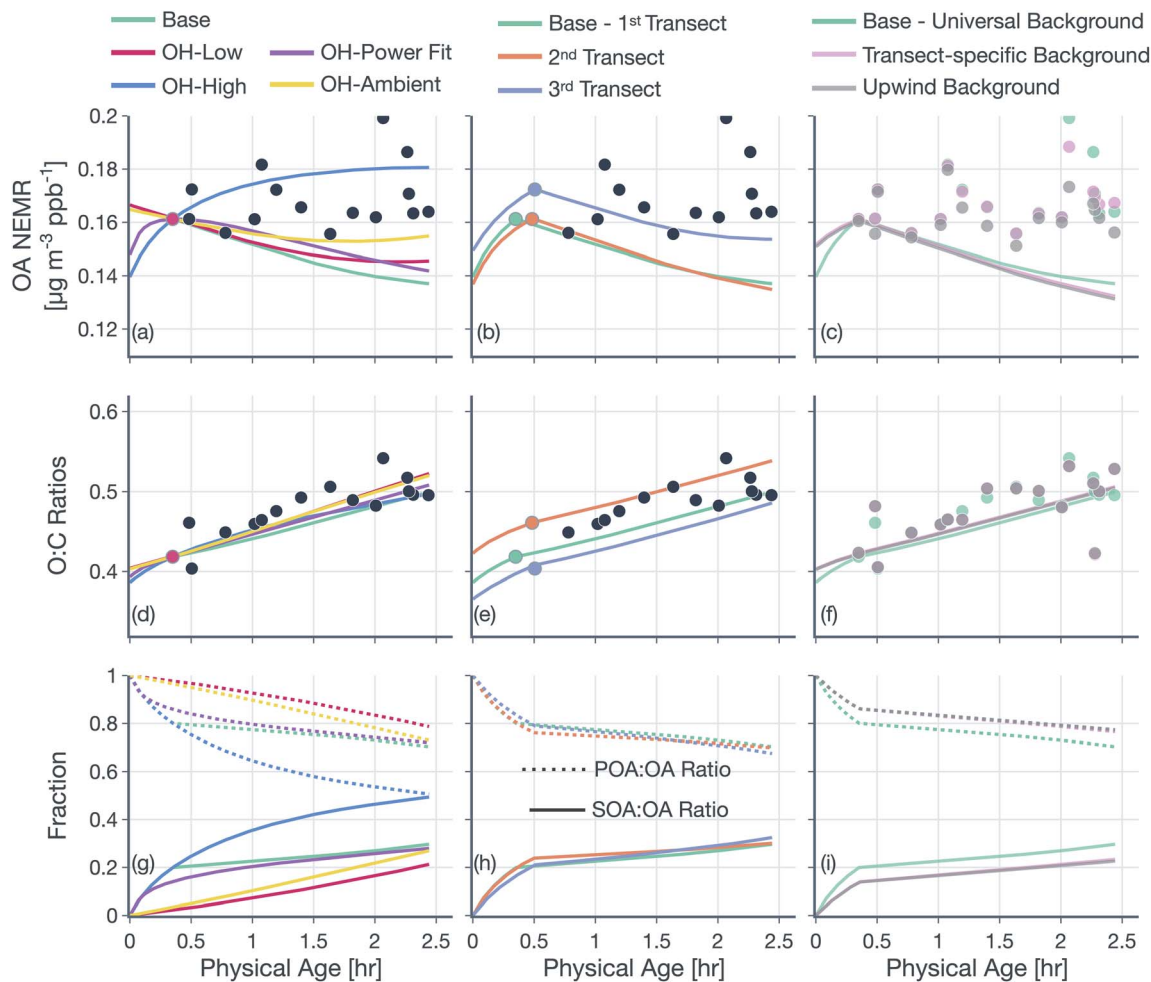 Base
OH-Low
OH-Power Fit
OH-High
OH-Ambient
Base - 1st Transect
2nd Transect
3rd Transect
Base - Universal Background
Transect-specific Background
Upwind Background
OA NEMR
[µg m-3 ppb-1]
0.2
0.18
0.16
0.14
0.12
(a)
(b)
(c)
O:C Ratios
0.6
0.5
0.4
(d)
(e)
(f)
Fraction
1
0.8
0.6
0.4
0.2
0
POA:OA Ratio
SOA:OA Ratio
(g)
(h)
(i)
0 0.5 1 1.5 2 2.5
0 0.5 1 1.5 2 2.5
0 0.5 1 1.5 2 2.5
Physical Age [hr]
Physical Age [hr]
Physical Age [hr]